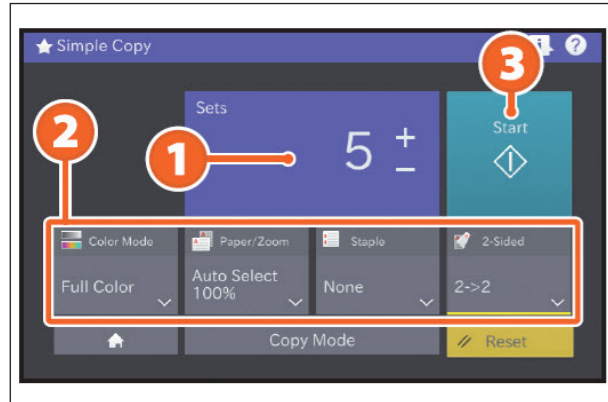 Simple Copy
?
3
2
Sets
Start
1
5 + −
Color Mode
Paper/Zoom
Staple
2-Sided
Full Color
Auto Select
100%
None
2->2
Copy Mode
Reset